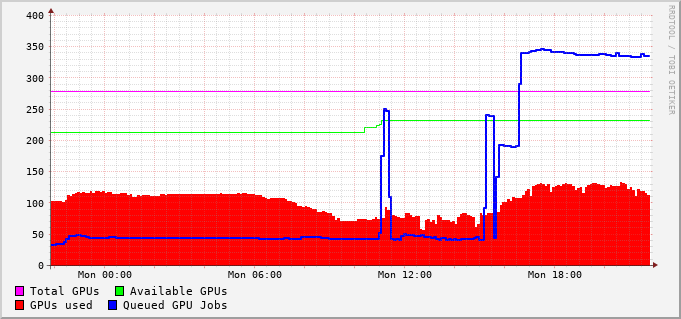 400
350
300
250
200
150
100
50
0
Mon 00:00 Mon 06:00 Mon 12:00 Mon 18:00
Total GPUs Available GPUs
GPUs used Queued GPU Jobs
RRDTOOL / TOBI OETIKER